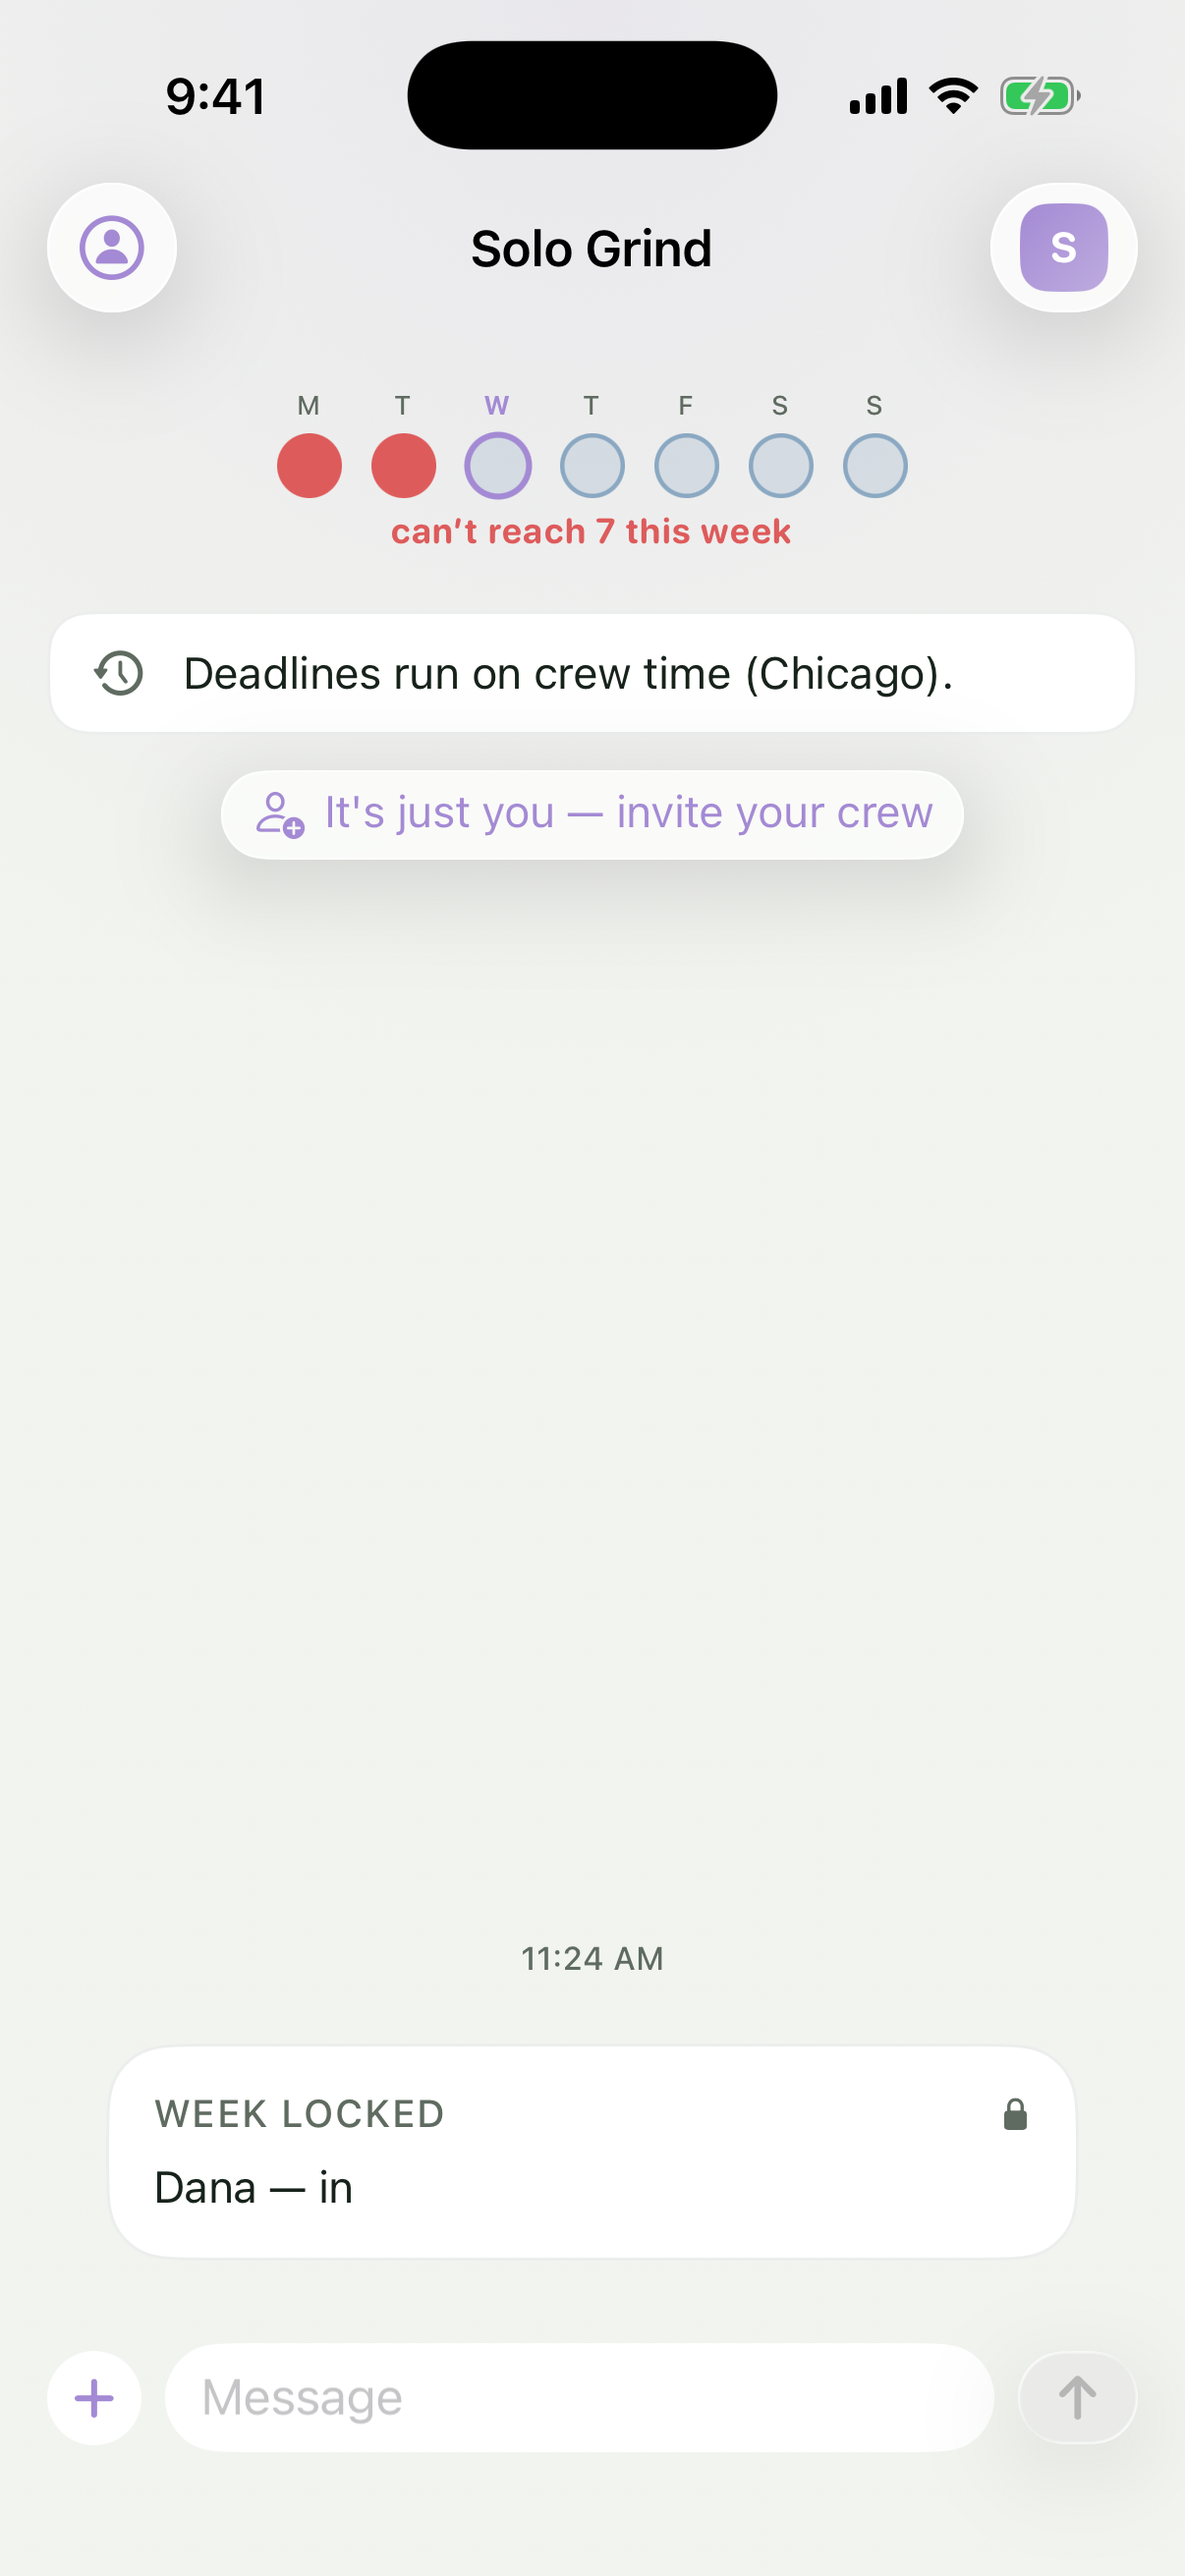 9:41
Solo Grind
S
M T W T F S S
can't reach 7 this week
Deadlines run on crew time (Chicago).
It's just you — invite your crew
11:24 AM
WEEK LOCKED
Dana — in
Message